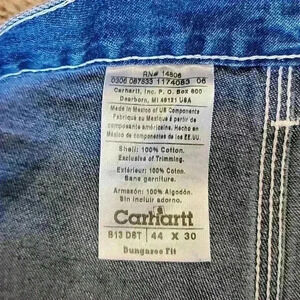 RN# 14806
0306 087833 1174083 06
Carhartt, Inc. P. O. Box 600
Dearborn, MI 48121 USA
Made in Mexico of US Components
Fabriqué au Mexique à partir de
composants américains. Hecho en
México de componentes de los EE.UU.
Shell: 100% Cotton.
Exclusive of Trimming.
Extérieur: 100% Coton.
Sans garniture.
Armazón: 100% Algodón.
Sin incluir adorno.
Carhartt
B13 DST 44 X 30
Dungaree Fit